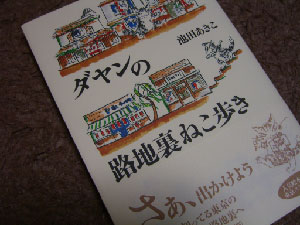 池田あきこ
ダヤンの
路地裏ねこ歩き
さあ、出かけよう